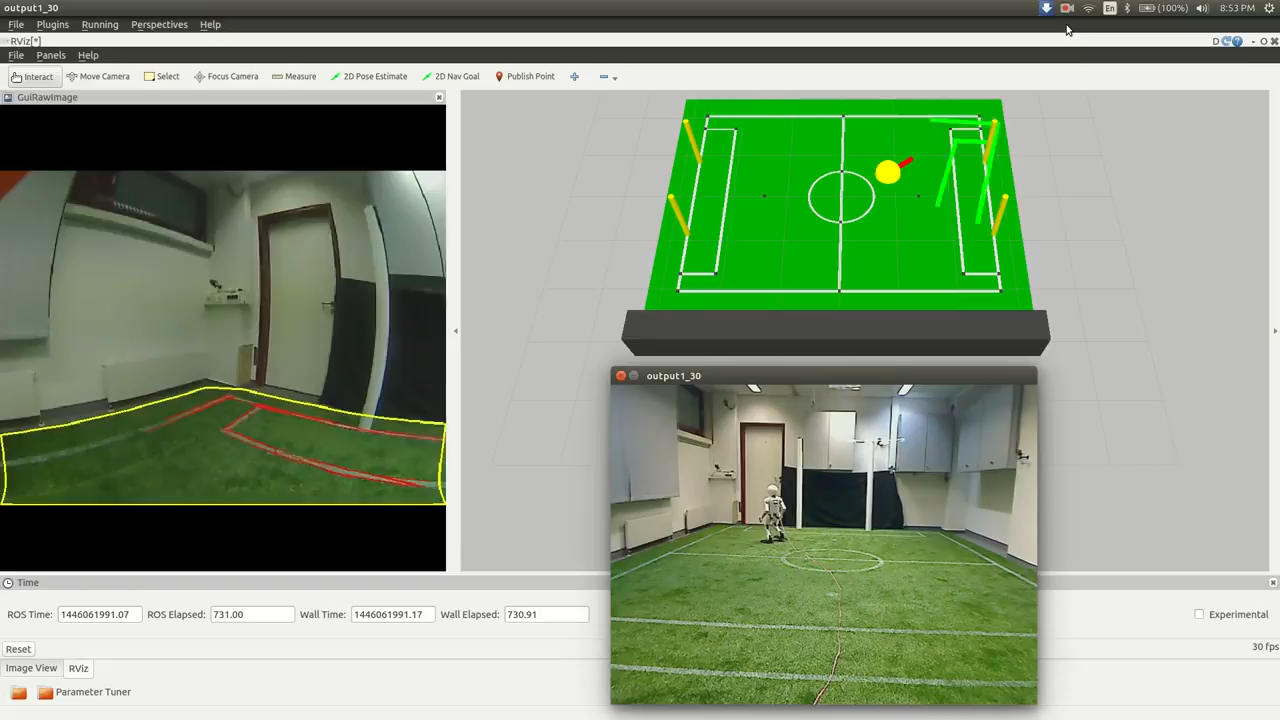 output1_30
En
(100%)
8:53 PM
File Plugins Running Perspectives Help
RViz[*]
D
- O
File Panels Help
Interact Move Camera Select Focus Camera Measure 2D Pose Estimate 2D Nav Goal Publish Point
GuiRawImage
output1_30
Time
ROS Time: 1446061991.07 ROS Elapsed: 731.00 Wall Time: 1446061991.17 Wall Elapsed: 730.91 Experimental
Reset
30 fps
Image View RViz
Parameter Tuner